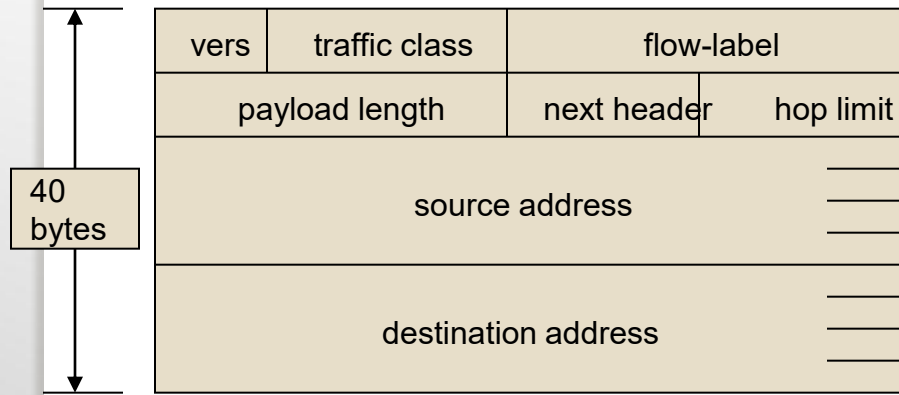 vers traffic class flow-label
payload length next header hop limit
40
bytes
source address
destination address